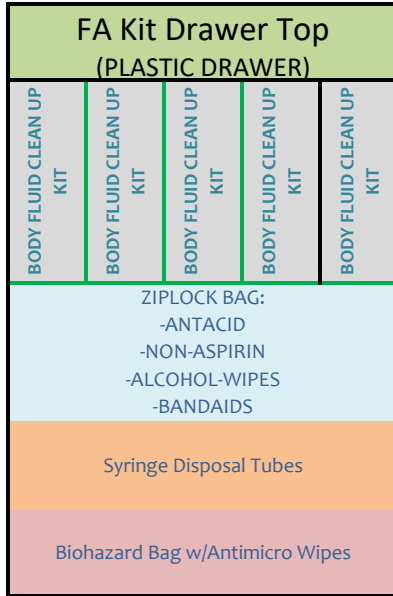 FA Kit Drawer Top
(PLASTIC DRAWER)
BODY FLUID CLEAN UP
KIT
BODY FLUID CLEAN UP
KIT
BODY FLUID CLEAN UP
KIT
BODY FLUID CLEAN UP
KIT
BODY FLUID CLEAN UP
KIT
ZIPLOCK BAG:
-ANTACID
-NON-ASPIRIN
-ALCOHOL-WIPES
-BANDAIDS
Syringe Disposal Tubes
Biohazard Bag w/Antimicro Wipes